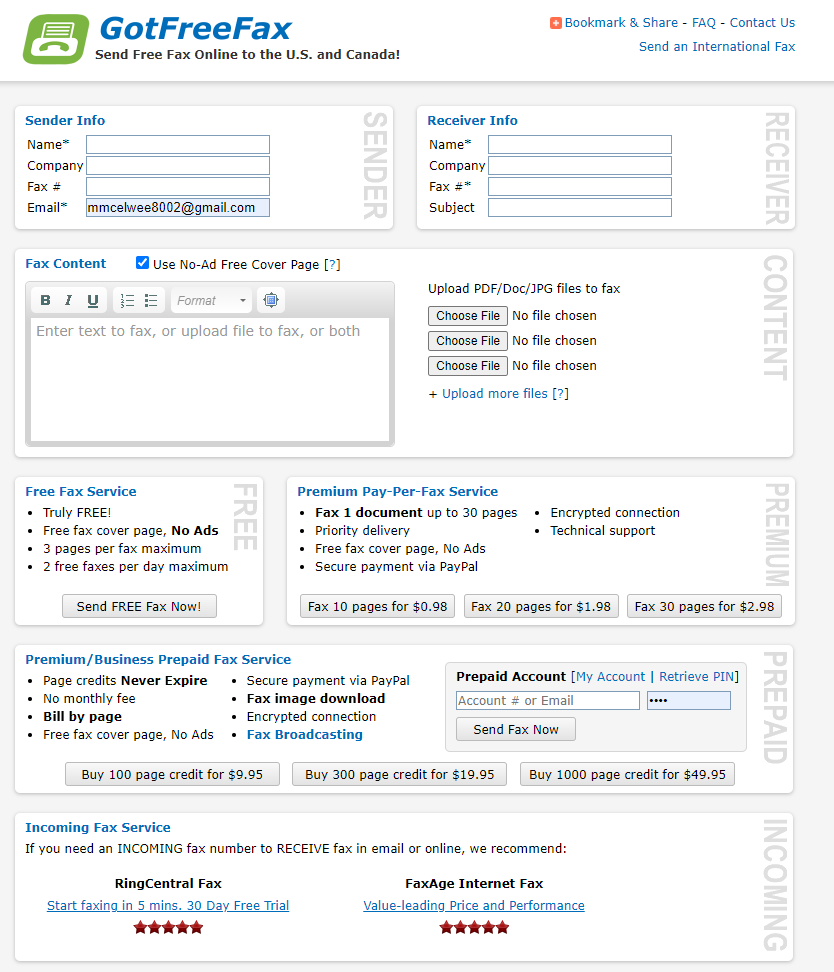 GotFreeFax
Send Free Fax Online to the U.S. and Canada!
Bookmark & Share - FAQ - Contact Us
Send an International Fax
Sender Info
SENDER
Name*
Company
Fax #
Email* mmcelwee8002@gmail.com
Receiver Info
RECEIVER
Name*
Company
Fax #*
Subject
Fax Content
Use No-Ad Free Cover Page [?]
CONTENT
B I U Format
Enter text to fax, or upload file to fax, or both
Upload PDF/Doc/JPG files to fax
Choose File No file chosen
Choose File No file chosen
Choose File No file chosen
+ Upload more files [?]
Free Fax Service
FREE
• Truly FREE!
• Free fax cover page, No Ads
• 3 pages per fax maximum
• 2 free faxes per day maximum
Send FREE Fax Now!
Premium Pay-Per-Fax Service
PREMIUM
• Fax 1 document up to 30 pages
• Priority delivery
• Free fax cover page, No Ads
• Secure payment via PayPal
• Encrypted connection
• Technical support
Fax 10 pages for $0.98
Fax 20 pages for $1.98
Fax 30 pages for $2.98
Premium/Business Prepaid Fax Service
PREPAID
• Page credits Never Expire
• No monthly fee
• Bill by page
• Free fax cover page, No Ads
• Secure payment via PayPal
• Fax image download
• Encrypted connection
• Fax Broadcasting
Prepaid Account [My Account | Retrieve PIN]
Account # or Email ••••
Send Fax Now
Buy 100 page credit for $9.95
Buy 300 page credit for $19.95
Buy 1000 page credit for $49.95
Incoming Fax Service
INCOMING
If you need an INCOMING fax number to RECEIVE fax in email or online, we recommend:
RingCentral Fax
Start faxing in 5 mins. 30 Day Free Trial
FaxAge Internet Fax
Value-leading Price and Performance